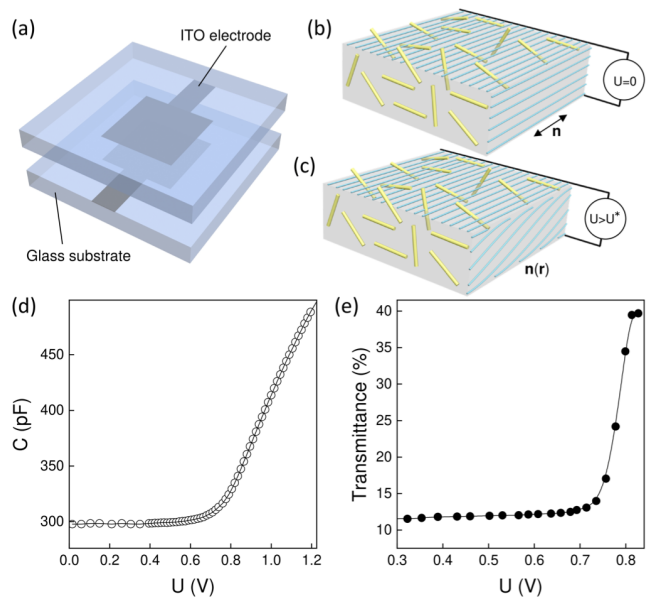 (a)
ITO electrode
Glass substrate
(b)
U=0
n
(c)
U>U*
n(r)
(d)
C (pF)
450
400
350
300
0.0 0.2 0.4 0.6 0.8 1.0 1.2
U (V)
(e)
Transmittance (%)
40
35
30
25
20
15
10
0.3 0.4 0.5 0.6 0.7 0.8
U (V)